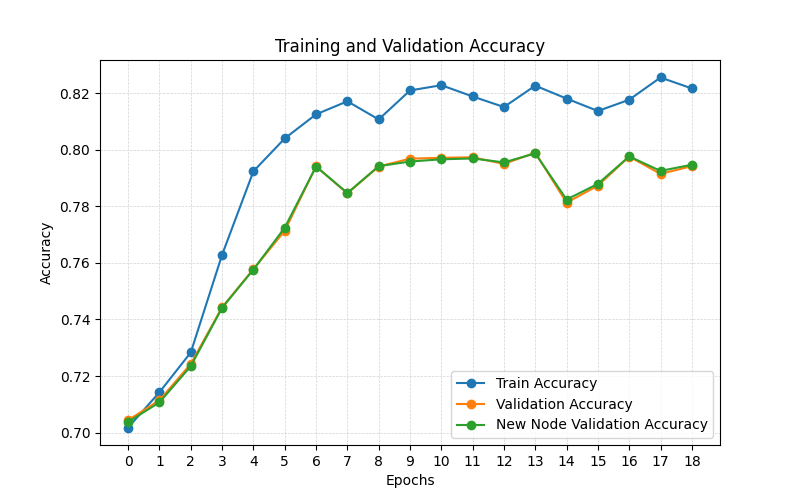 Training and Validation Accuracy
Accuracy
0.82
0.80
0.78
0.76
0.74
0.72
0.70
Train Accuracy
Validation Accuracy
New Node Validation Accuracy
0 1 2 3 4 5 6 7 8 9 10 11 12 13 14 15 16 17 18
Epochs